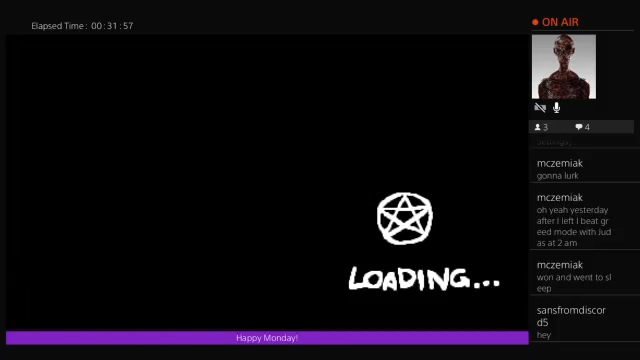 Elapsed Time : 00 : 31 : 57
ON AIR
3
4
mczemiak
gonna lurk
mczemiak
oh yeah yesterday
after I left I beat gr
eed mode with Jud
as at 2 am
mczemiak
won and went to sl
eep
sansfromdiscor
d5
hey
LOADING...
Happy Monday!